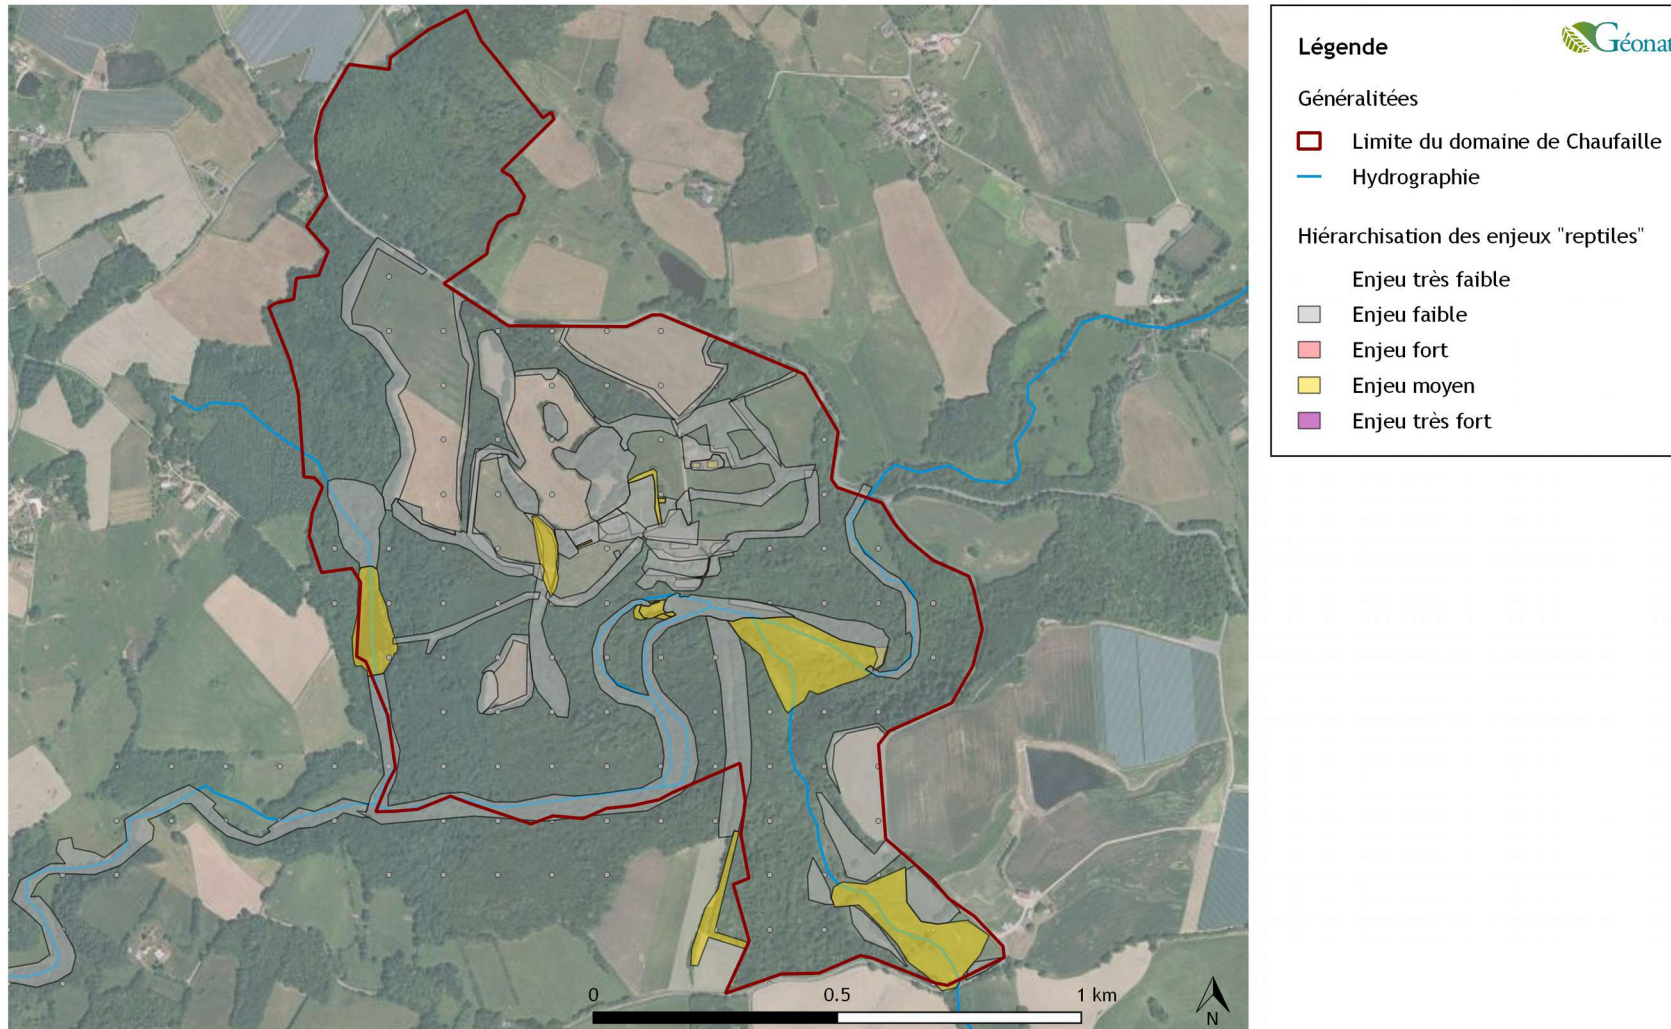 Légende
Géonat
Généralitées
Limite du domaine de Chaufaille
Hydrographie
Hiérarchisation des enjeux "reptiles"
Enjeu très faible
Enjeu faible
Enjeu fort
Enjeu moyen
Enjeu très fort
0 0.5 1 km
N